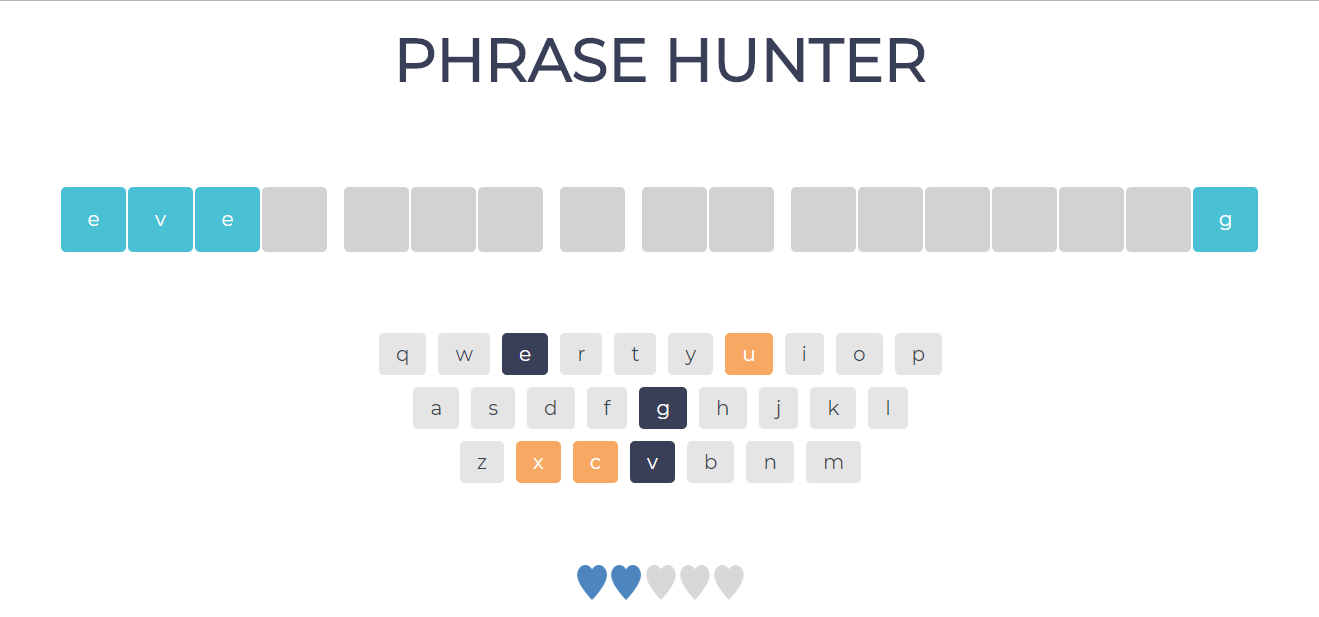 PHRASE HUNTER
e v e g
q w e r t y u i o p
a s d f g h j k l
z x c v b n m